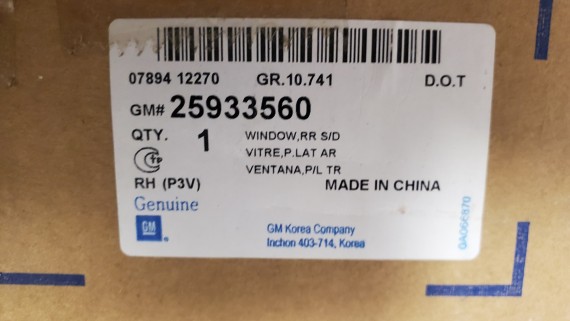 07894 12270 GR.10.741 D.O.T
GM# 25933560
QTY. 1 WINDOW,RR S/D
VITRE,P.LAT AR
VENTANA,P/L TR
RH (P3V) MADE IN CHINA
Genuine
GM
GM Korea Company
Inchon 403-714, Korea